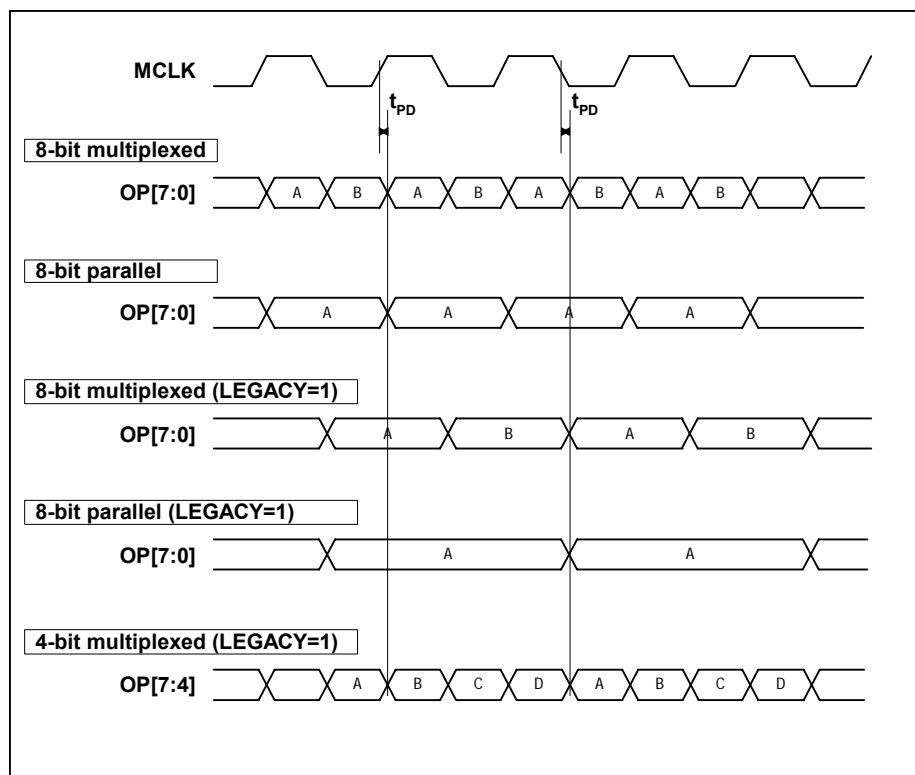 MCLK
tPD tPD
8-bit multiplexed
OP[7:0] A B A B A B A B
8-bit parallel
OP[7:0] A A A A
8-bit multiplexed (LEGACY=1)
OP[7:0] A B A B
8-bit parallel (LEGACY=1)
OP[7:0] A A
4-bit multiplexed (LEGACY=1)
OP[7:4] A B C D A B C D